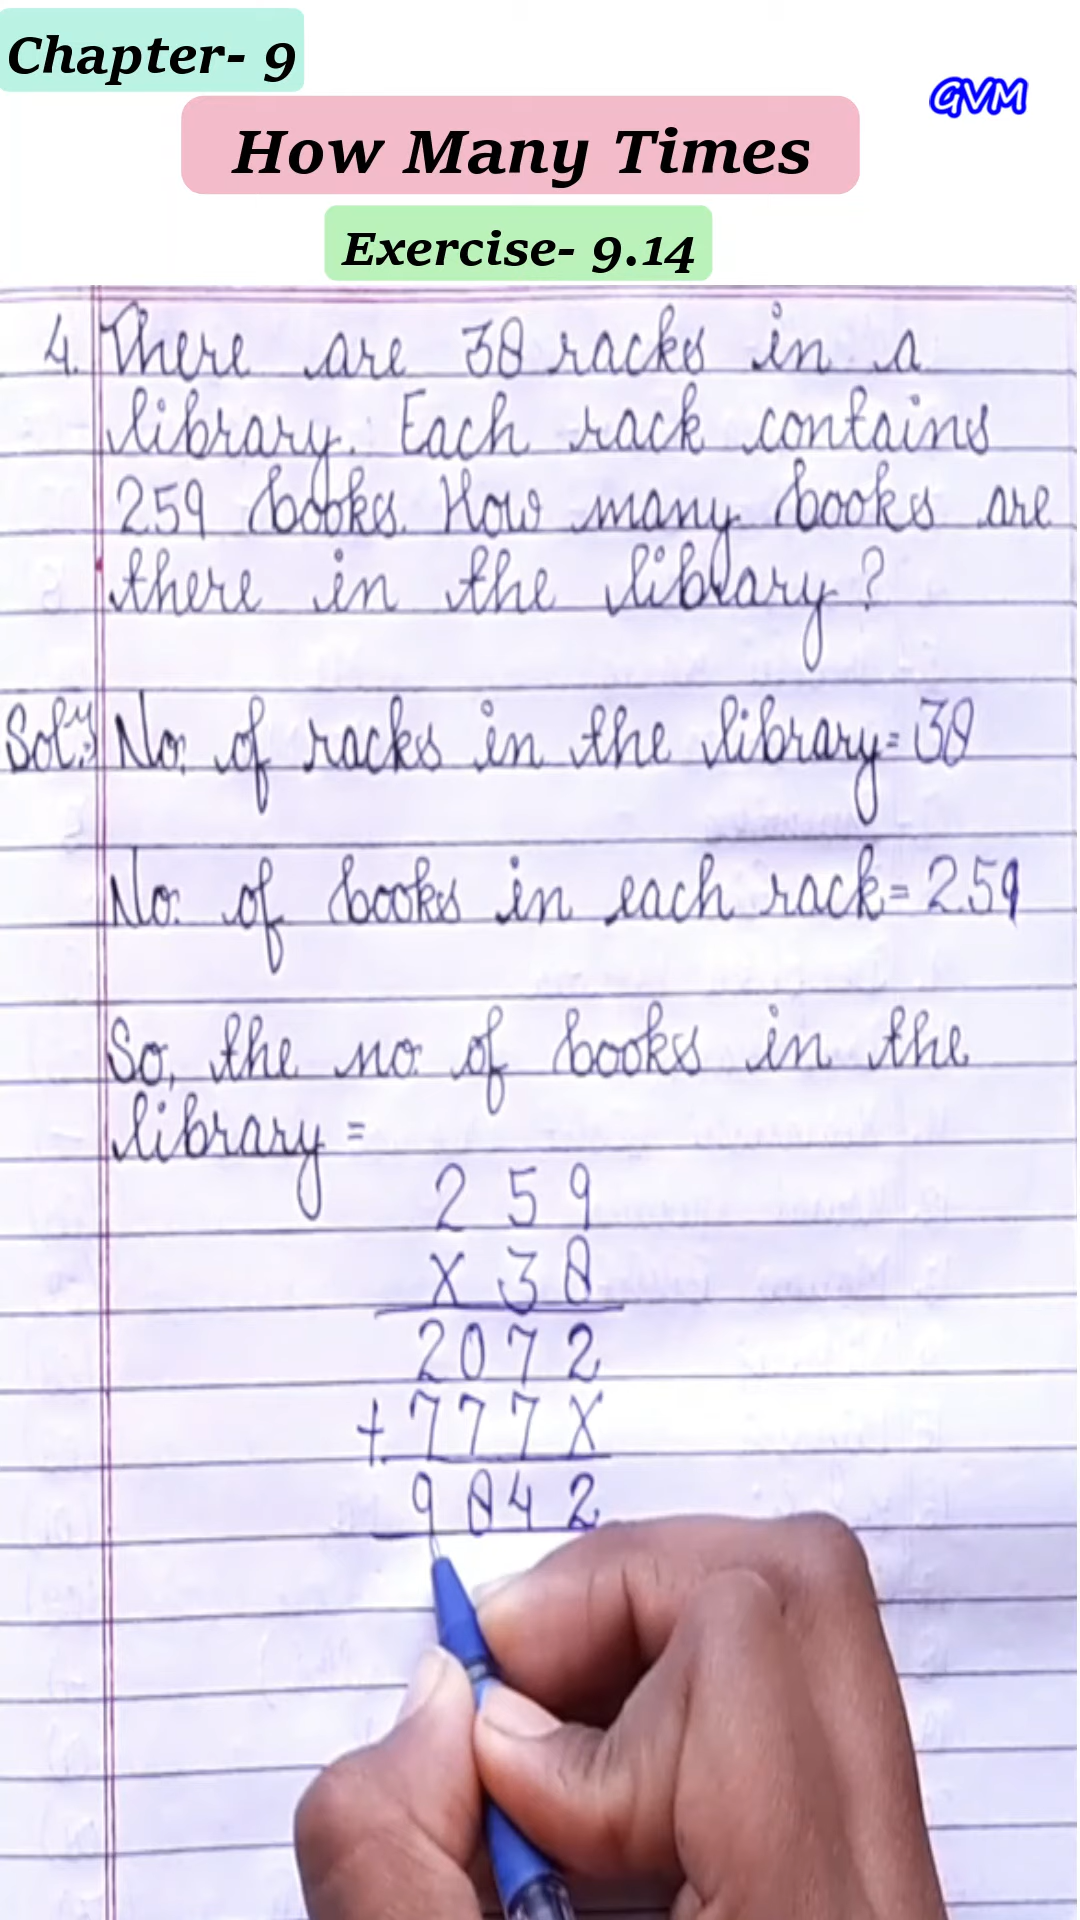 Chapter- 9
GVM
How Many Times
Exercise- 9.14
4. There are 38 racks in a
library. Each rack contains
259 books. How many books are
there in the library?
Solⁿ:} No. of racks in the library= 38
No. of books in each rack= 259
So, the no. of books in the
library =
2 5 9
x 3 8
2 0 7 2
+ 7 7 7 X
9 8 4 2